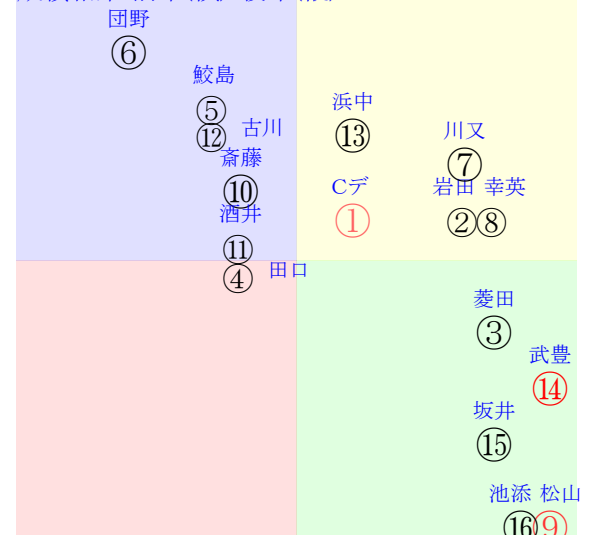 団野
⑥
鮫島
⑤
⑫ 古川
浜中
⑬
川又
⑦
斎藤
⑩
Cデ
①
岩田 幸英
②⑧
酒井
⑪
④ 田口
菱田
③
武豊
⑭
坂井
⑮
池添 松山
⑯⑨